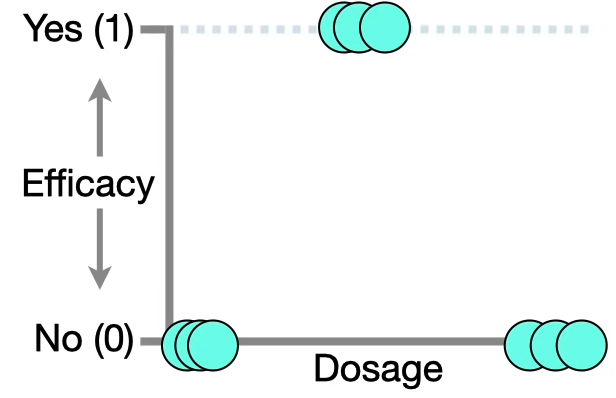 Yes (1)
Efficacy
No (0)
Dosage